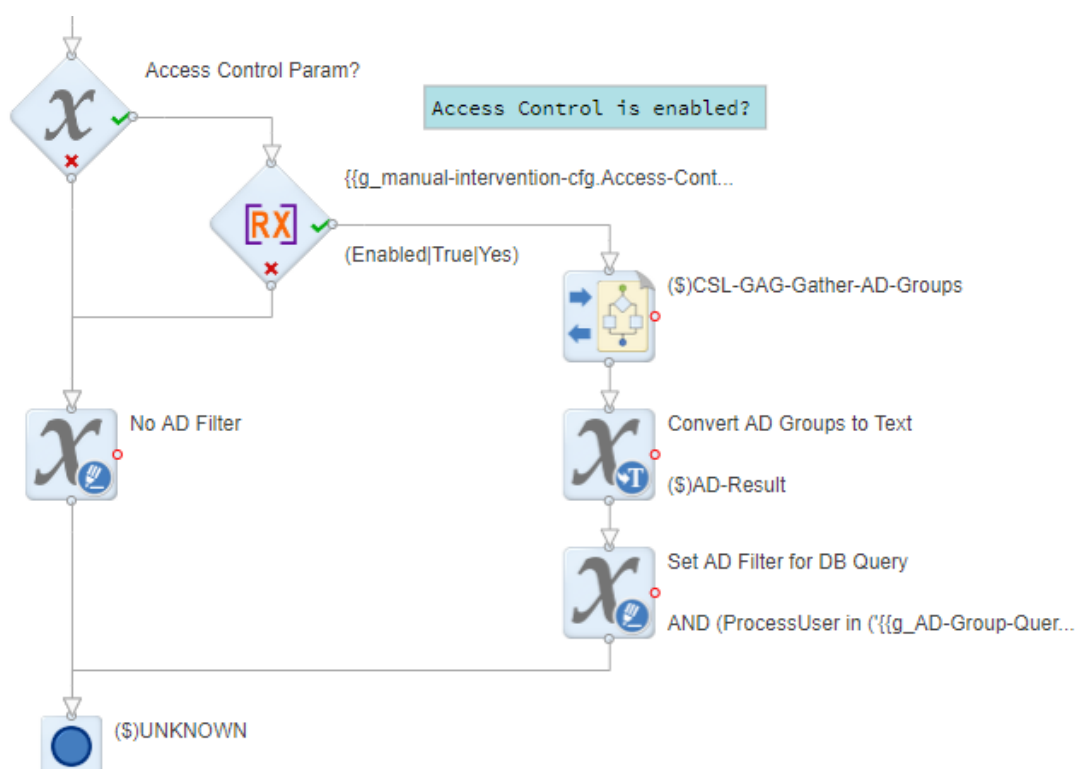 Access Control Param?
Access Control is enabled?
{{g_manual-intervention-cfg.Access-Cont...
[RX]
(Enabled|True|Yes)
($)CSL-GAG-Gather-AD-Groups
No AD Filter
Convert AD Groups to Text
($)AD-Result
Set AD Filter for DB Query
AND (ProcessUser in ('{{g_AD-Group-Quer...
($)UNKNOWN